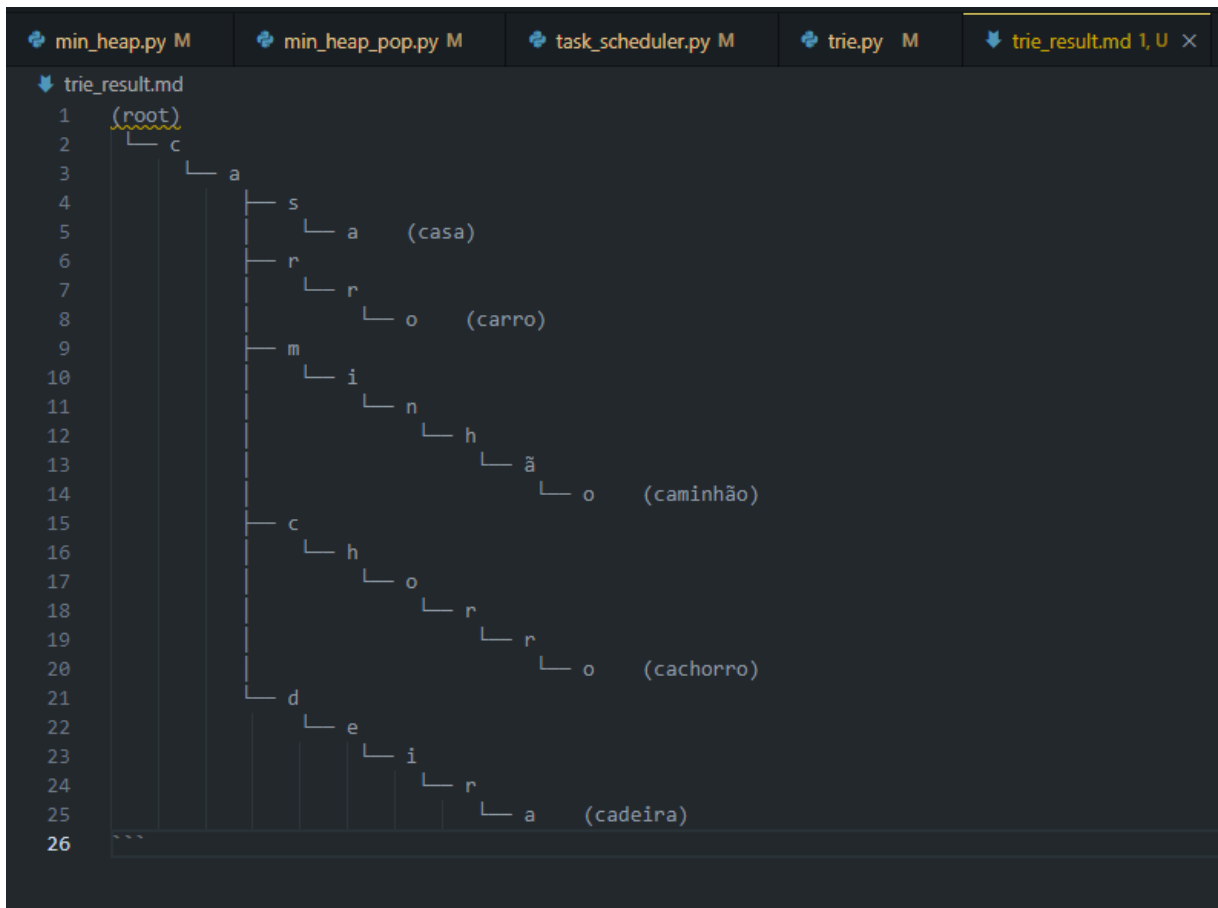 min_heap.py M min_heap_pop.py M task_scheduler.py M trie.py M trie_result.md 1, U ×
trie_result.md
1 (root)
2 └── c
3 └── a
4 ├── s
5 │ └── a (casa)
6 ├── r
7 │ └── r
8 │ └── o (carro)
9 ├── m
10 │ └── i
11 │ └── n
12 │ └── h
13 │ └── ã
14 │ └── o (caminhão)
15 ├── c
16 │ └── h
17 │ └── o
18 │ └── r
19 │ └── r
20 │ └── o (cachorro)
21 └── d
22 └── e
23 └── i
24 └── r
25 └── a (cadeira)
26 ```